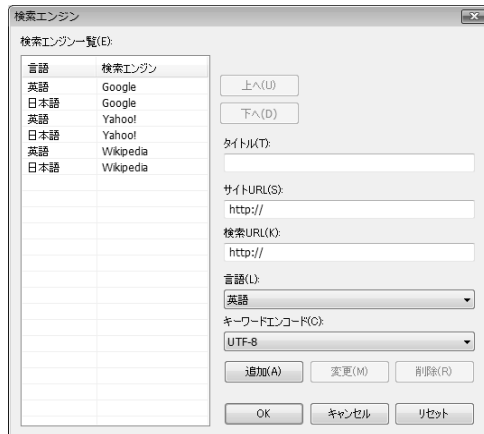 検索エンジン
検索エンジン一覧(E):
言語 検索エンジン
英語 Google
日本語 Google
英語 Yahoo!
日本語 Yahoo!
英語 Wikipedia
日本語 Wikipedia
上へ(U)
下へ(D)
タイトル(T):
サイトURL(S):
http://
検索URL(K):
http://
言語(L):
英語
キーワードエンコード(C):
UTF-8
追加(A) 変更(M) 削除(R)
OK キャンセル リセット